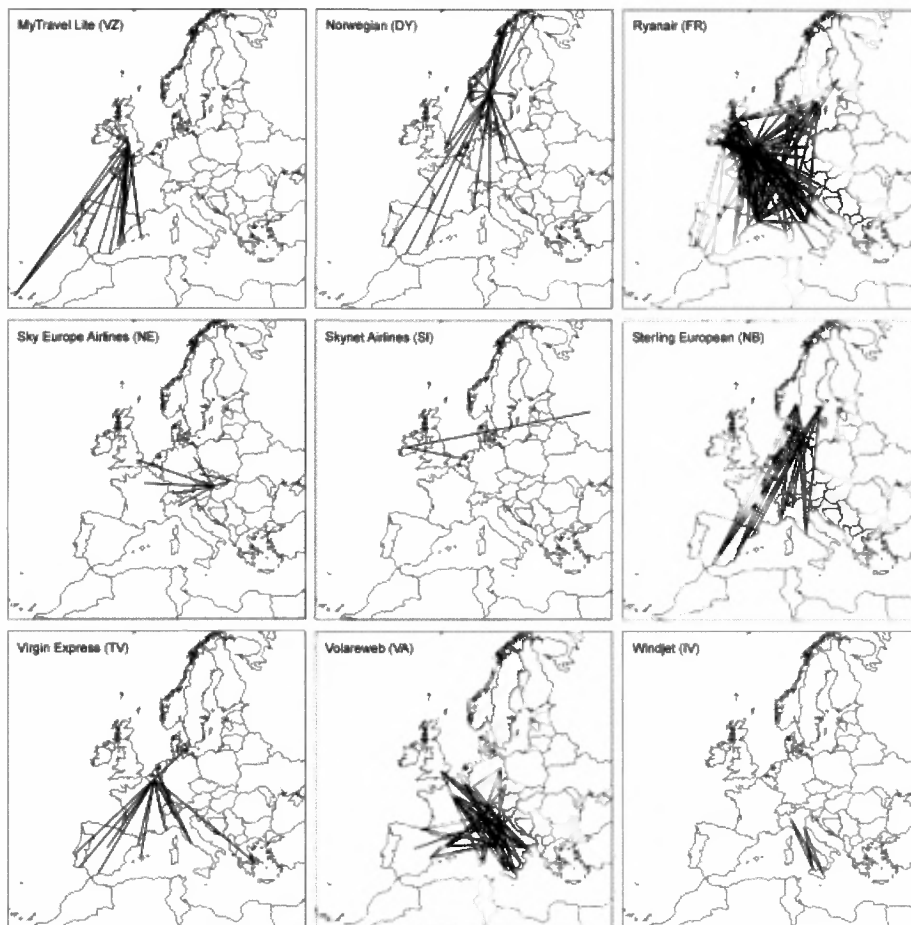 MyTravel Lite (VZ)
Norwegian (DY)
Ryanair (FR)
Sky Europe Airlines (NE)
Skynet Airlines (SI)
Sterling European (NB)
Virgin Express (TV)
Volareweb (VA)
Windjet (IV)